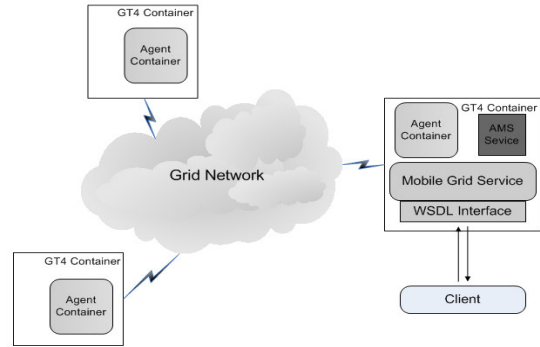 GT4 Container
Agent
Container
Grid Network
GT4 Container
Agent
Container
AMS
Sevice
Mobile Grid Service
WSDL Interface
Client
GT4 Container
Agent
Container